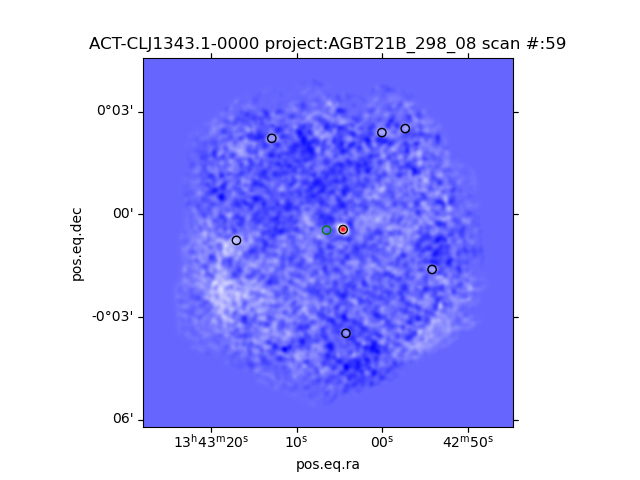 ACT-CLJ1343.1-0000 project:AGBT21B_298_08 scan #:59
0°03'
00'
-0°03'
06'
pos.eq.dec
13ʰ43ᵐ20ˢ 10ˢ 00ˢ 42ᵐ50ˢ
pos.eq.ra